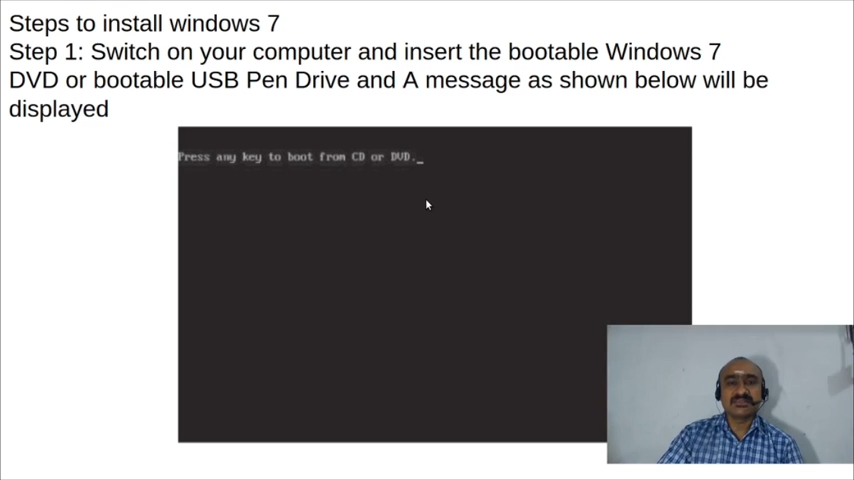 Steps to install windows 7
Step 1: Switch on your computer and insert the bootable Windows 7
DVD or bootable USB Pen Drive and A message as shown below will be
displayed
Press any key to boot from CD or DVD._